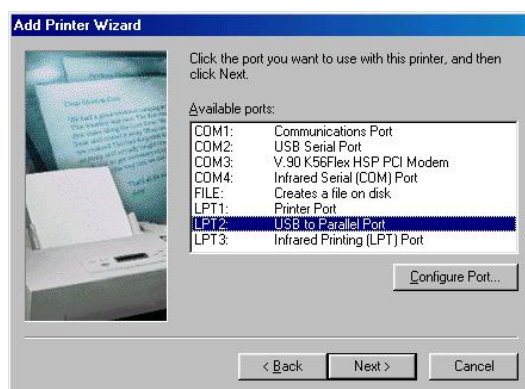 Add Printer Wizard
Click the port you want to use with this printer, and then
click Next.
Available ports:
COM1: Communications Port
COM2: USB Serial Port
COM3: V.90 K56Flex HSP PCI Modem
COM4: Infrared Serial (COM) Port
FILE: Creates a file on disk
LPT1: Printer Port
LPT2: USB to Parallel Port
LPT3: Infrared Printing (LPT) Port
Configure Port...
< Back
Next >
Cancel